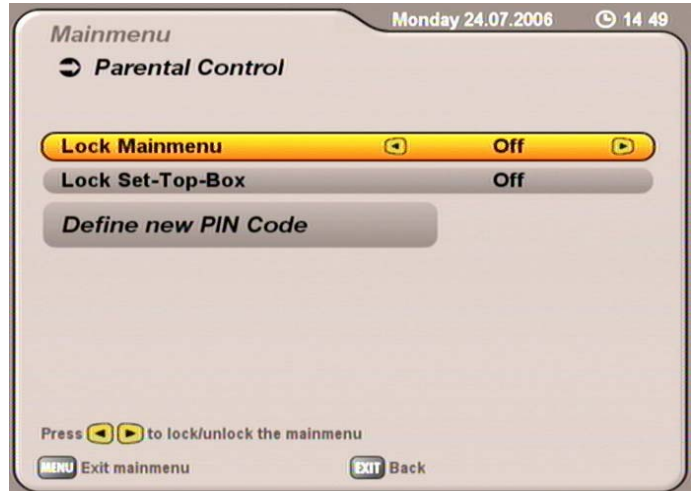 Monday 24.07.2006 14 49
Mainmenu
Parental Control
Lock Mainmenu Off
Lock Set-Top-Box Off
Define new PIN Code
Press to lock/unlock the mainmenu
MENU Exit mainmenu EXIT Back